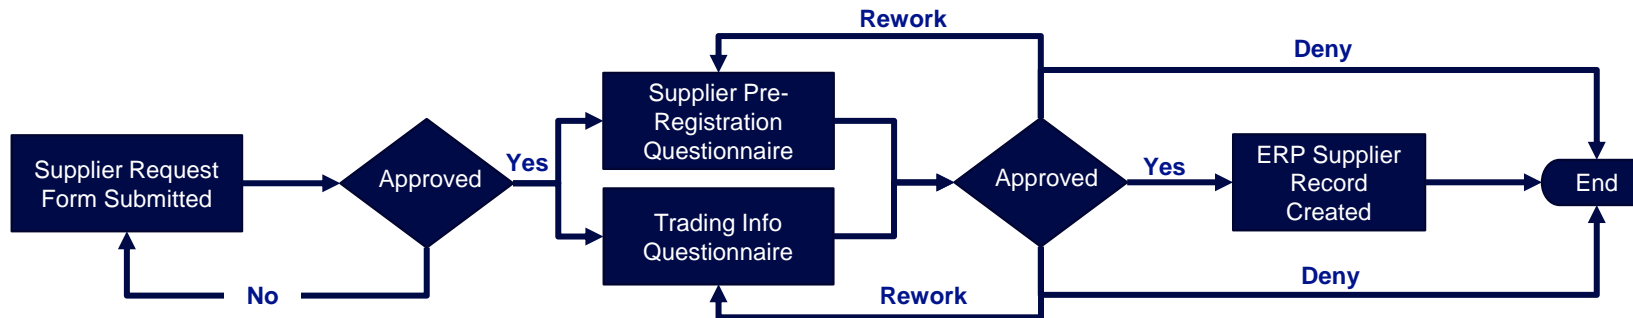 Rework
Deny
Supplier Pre-
Registration
Questionnaire
Supplier Request
Form Submitted
Approved
Yes
Trading Info
Questionnaire
Approved
Yes
ERP Supplier
Record
Created
End
No
Rework
Deny